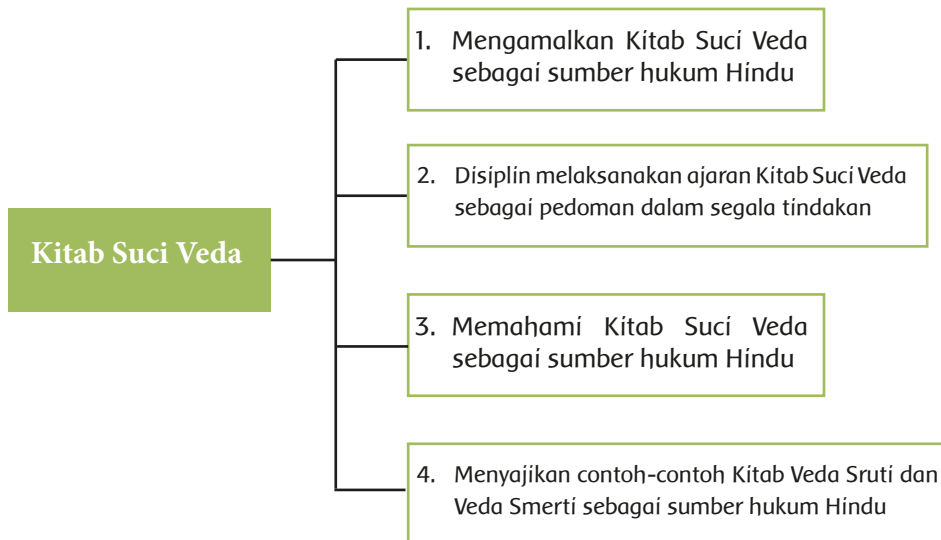 Kitab Suci Veda
1. Mengamalkan Kitab Suci Veda
sebagai sumber hukum Hindu
2. Disiplin melaksanakan ajaran Kitab Suci Veda
sebagai pedoman dalam segala tindakan
3. Memahami Kitab Suci Veda
sebagai sumber hukum Hindu
4. Menyajikan contoh-contoh Kitab Veda Sruti dan
Veda Smerti sebagai sumber hukum Hindu